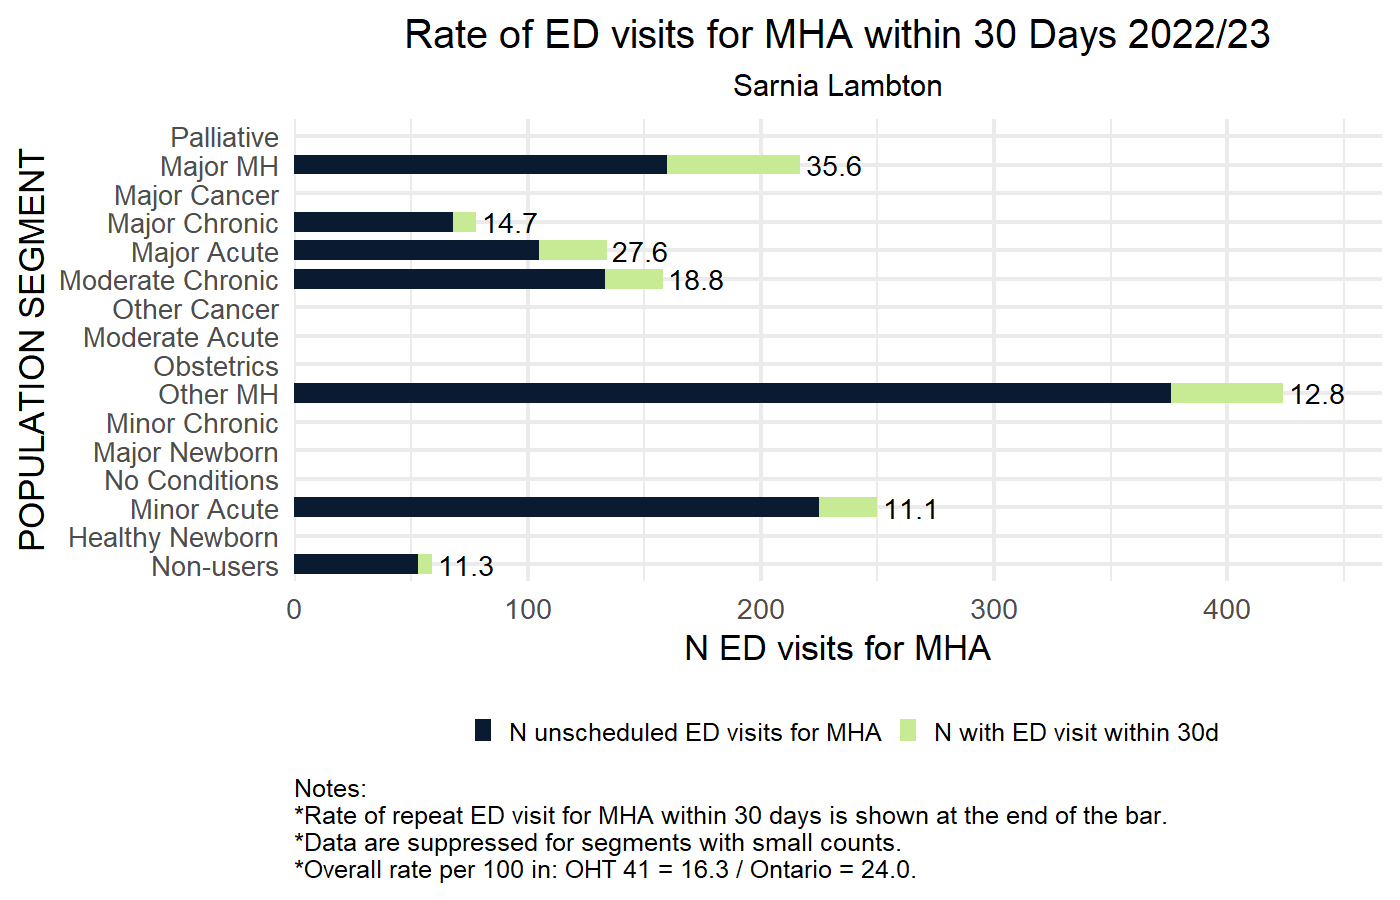 Rate of ED visits for MHA within 30 Days 2022/23
Sarnia Lambton
POPULATION SEGMENT
Palliative
Major MH 35.6
Major Cancer
Major Chronic 14.7
Major Acute 27.6
Moderate Chronic 18.8
Other Cancer
Moderate Acute
Obstetrics
Other MH 12.8
Minor Chronic
Major Newborn
No Conditions
Minor Acute 11.1
Healthy Newborn
Non-users 11.3
0 100 200 300 400
N ED visits for MHA
N unscheduled ED visits for MHA N with ED visit within 30d
Notes:
*Rate of repeat ED visit for MHA within 30 days is shown at the end of the bar.
*Data are suppressed for segments with small counts.
*Overall rate per 100 in: OHT 41 = 16.3 / Ontario = 24.0.